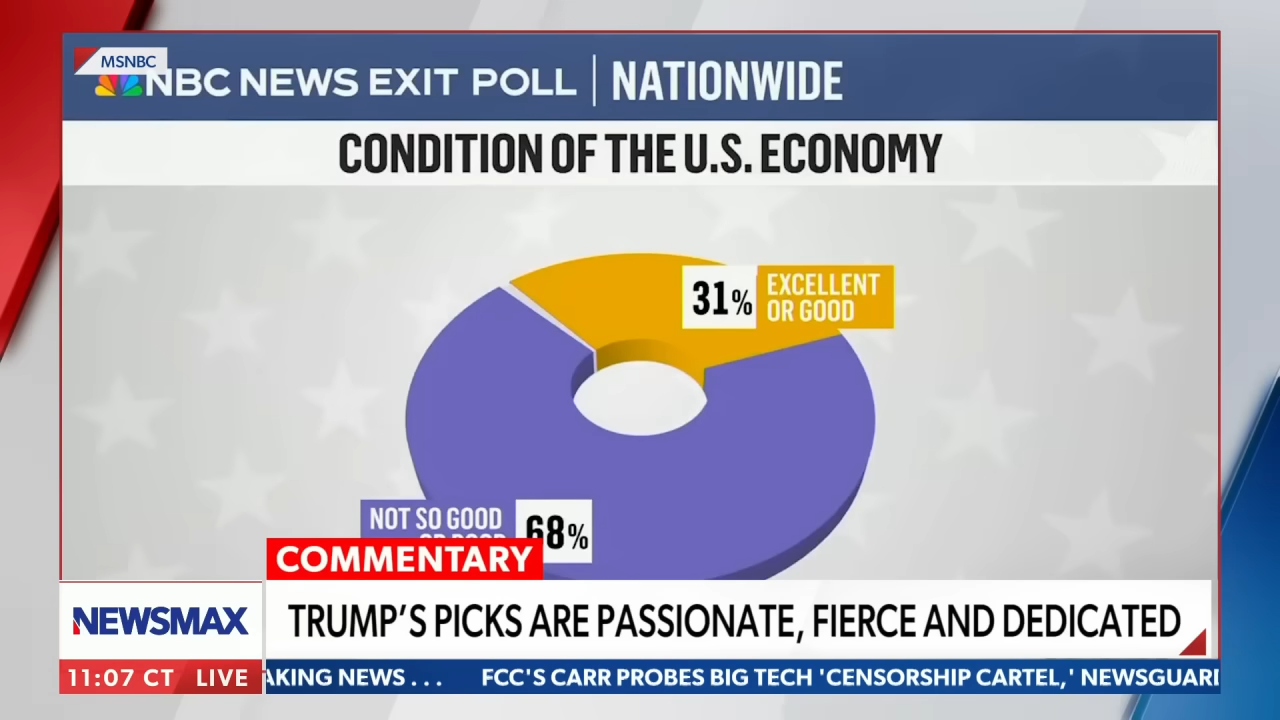 MSNBC
NBC NEWS EXIT POLL | NATIONWIDE
CONDITION OF THE U.S. ECONOMY
31% EXCELLENT
OR GOOD
NOT SO GOOD
68%
COMMENTARY
NEWSMAX
TRUMP'S PICKS ARE PASSIONATE, FIERCE AND DEDICATED
11:07 CT LIVE
AKING NEWS . . . FCC'S CARR PROBES BIG TECH 'CENSORSHIP CARTEL,' NEWSGUARD